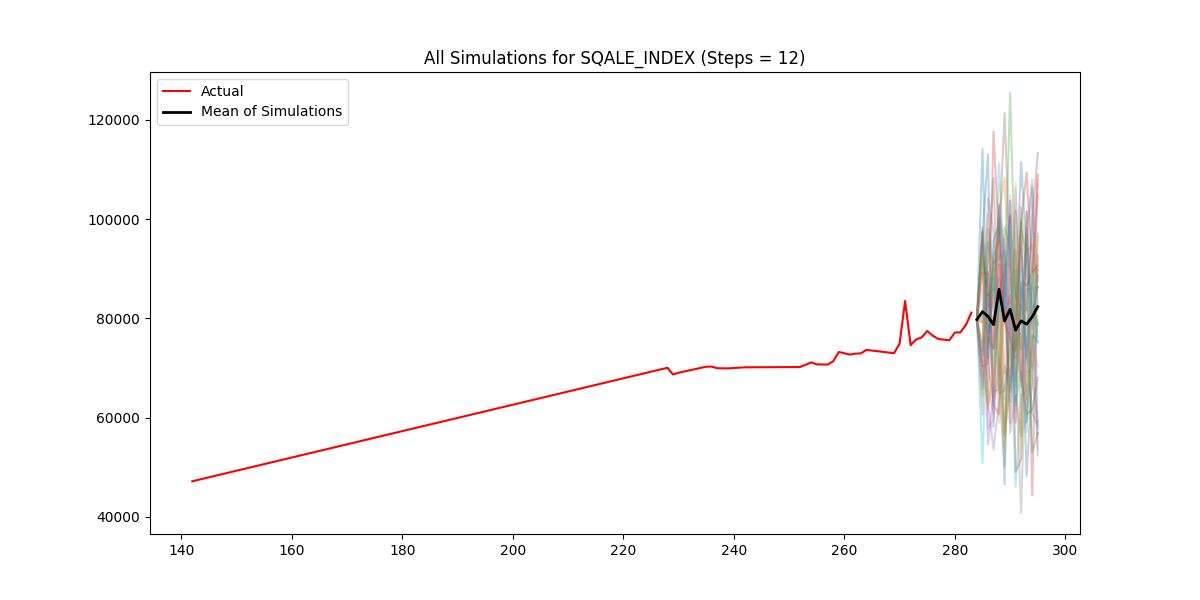 All Simulations for SQALE_INDEX (Steps = 12)
Actual
Mean of Simulations
120000
100000
80000
60000
40000
140 160 180 200 220 240 260 280 300